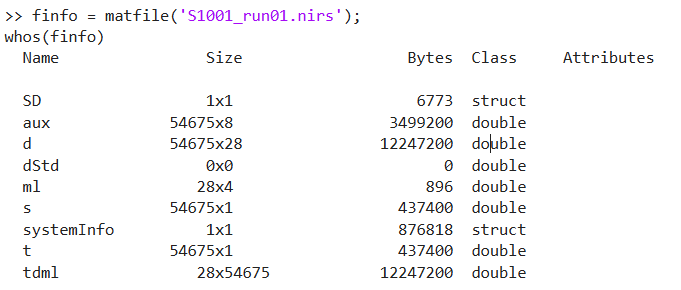 >> finfo = matfile('S1001_run01.nirs');
whos(finfo)
Name Size Bytes Class Attributes
SD 1x1 6773 struct
aux 54675x8 3499200 double
d 54675x28 12247200 double
dStd 0x0 0 double
ml 28x4 896 double
s 54675x1 437400 double
systemInfo 1x1 876818 struct
t 54675x1 437400 double
tdml 28x54675 12247200 double